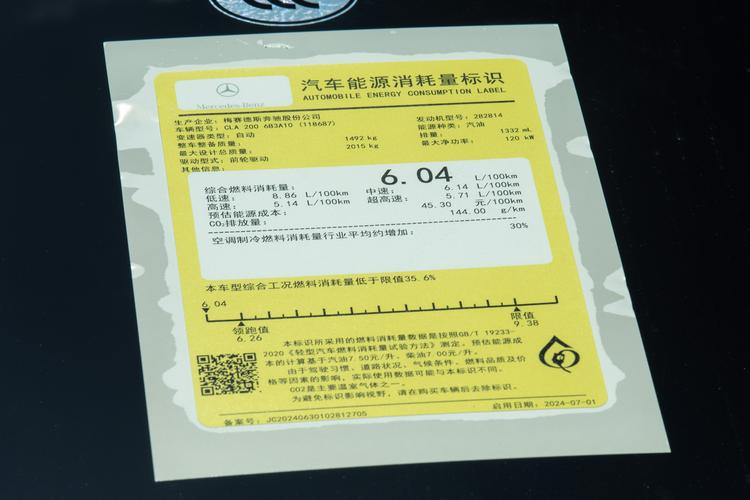 Mercedes-Benz
汽车能源消耗量标识
AUTOMOBILE ENERGY CONSUMPTION LABEL
生产企业：梅赛德斯奔驰股份公司
车辆型号：CLA 200 6B3A10 (118687)
发动机型号：282814
变速器类型：自动
能源种类：汽油
整车整备质量：1492 kg
排量：1332 mL
最大设计总质量：2015 kg
最大净功率：120 kW
驱动型式：前轮驱动
其他信息：
综合燃料消耗量：6.04 L/100km
低速：8.86 L/100km 中速：6.14 L/100km
高速：5.14 L/100km 超高速：5.71 L/100km
预估能源成本：45.30 元/100km
CO₂排放量：144.00 g/km
空调制冷燃料消耗量行业平均约增加：30%
本车型综合工况燃料消耗量低于限值35.6%
6.04
领跑值
6.26
限值
9.38
本标识所采用的燃料消耗量数据是按照GB/T 19233-
2020《轻型汽车燃料消耗量试验方法》测定。预估能源成
本的计算基于汽油7.50元/升、柴油7.00元/升。
由于驾驶习惯、道路状况、气候条件、燃料品质及价
格等因素的影响，实际使用数据可能与本标识不同。
CO2是主要温室气体之一。
为避免标识影响视野，请在购买车辆后去除标识。
备案号：JC20240630102812705
启用日期：2024-07-01